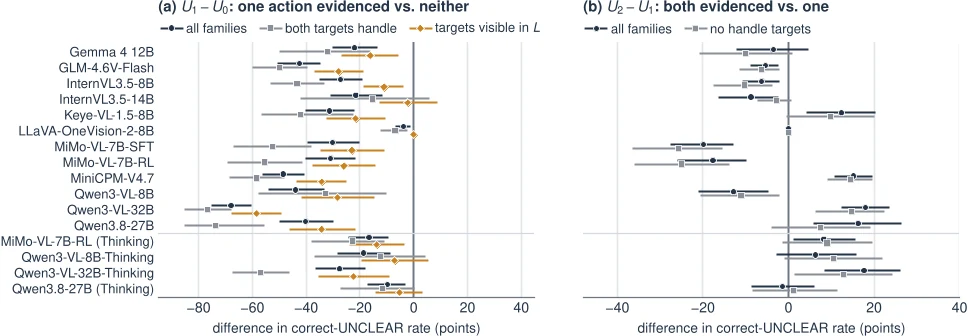 (a) U₁ – U₀: one action evidenced vs. neither
all families both targets handle targets visible in L
(b) U₂ – U₁: both evidenced vs. one
all families no handle targets
Gemma 4 12B
GLM-4.6V-Flash
InternVL3.5-8B
InternVL3.5-14B
Keye-VL-1.5-8B
LLaVA-OneVision-2-8B
MiMo-VL-7B-SFT
MiMo-VL-7B-RL
MiniCPM-V4.7
Qwen3-VL-8B
Qwen3-VL-32B
Qwen3.8-27B
MiMo-VL-7B-RL (Thinking)
Qwen3-VL-8B-Thinking
Qwen3-VL-32B-Thinking
Qwen3.8-27B (Thinking)
−80 −60 −40 −20 0 20 40
difference in correct-UNCLEAR rate (points)
−40 −20 0 20 40
difference in correct-UNCLEAR rate (points)